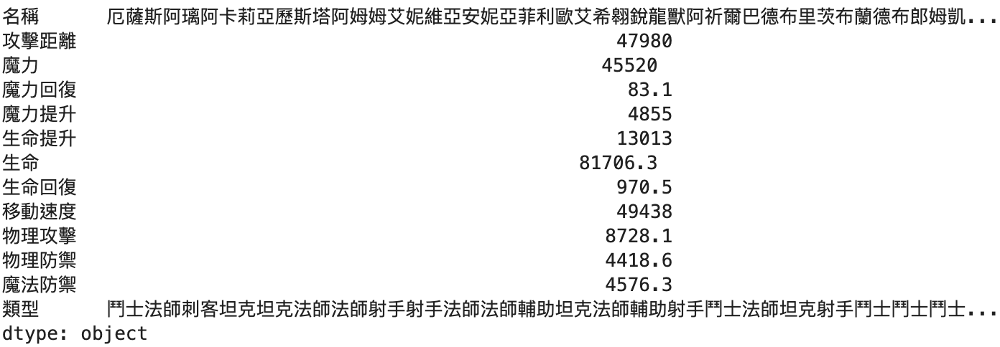 名稱 厄薩斯阿璃阿卡莉亞歷斯塔阿姆姆艾妮維亞安妮亞菲利歐艾希翱銳龍獸阿祈爾巴德布里茨布蘭德布郎姆凱...
攻擊距離 47980
魔力 45520
魔力回復 83.1
魔力提升 4855
生命提升 13013
生命 81706.3
生命回復 970.5
移動速度 49438
物理攻擊 8728.1
物理防禦 4418.6
魔法防禦 4576.3
類型 鬥士法師刺客坦克坦克法師法師射手射手法師法師輔助坦克法師輔助射手鬥士法師坦克射手鬥士鬥士鬥士...
dtype: object